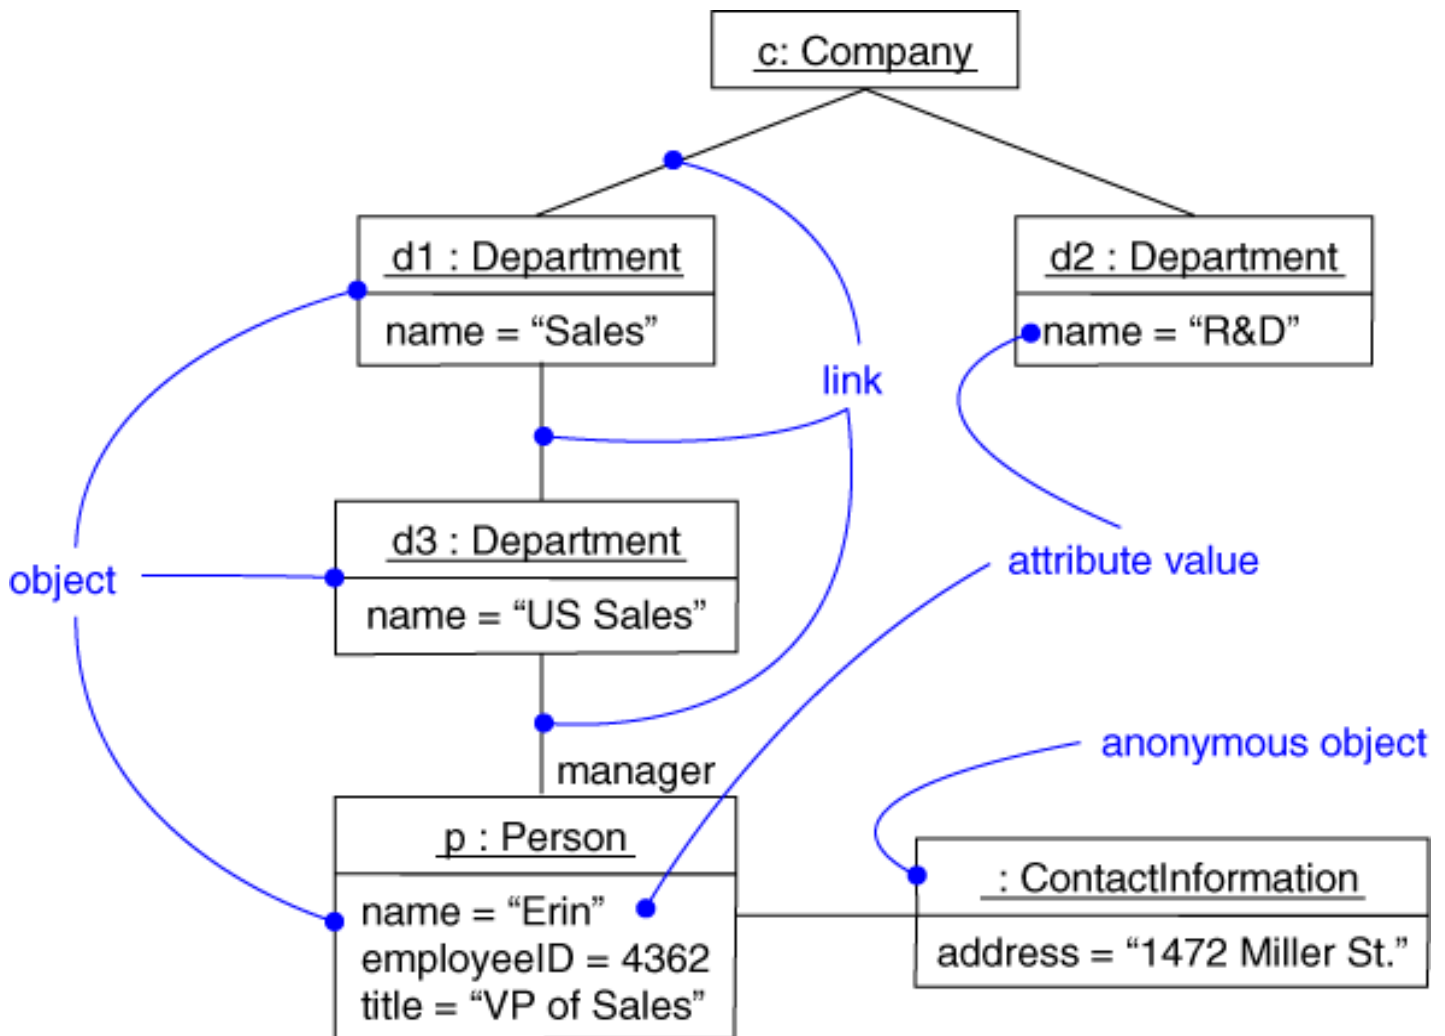 c: Company
d1 : Department
name = “Sales”
d2 : Department
name = “R&D”
link
d3 : Department
name = “US Sales”
object
attribute value
manager
anonymous object
p : Person
name = “Erin”
employeeID = 4362
title = “VP of Sales”
: ContactInformation
address = “1472 Miller St.”